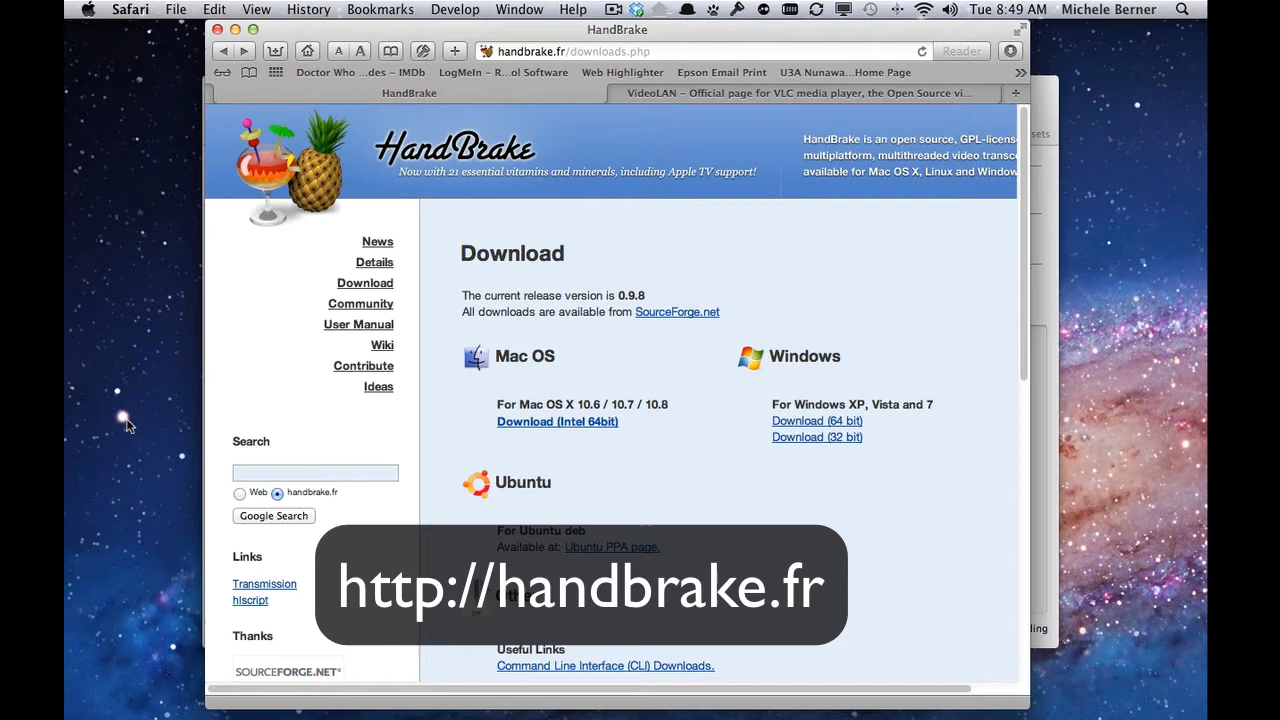 Safari File Edit View History Bookmarks Develop Window Help Tue 8:49 AM Michele Berner
HandBrake
A A handbrake.fr/downloads.php Reader
Doctor Who ...des – IMDb LogMeIn – R...ol Software Web Highlighter Epson Email Print U3A Nunawa...Home Page
HandBrake VideoLAN – Official page for VLC media player, the Open Source vi...
HandBrake
Now with 21 essential vitamins and minerals, including Apple TV support!
HandBrake is an open source, GPL-license
multiplatform, multithreaded video transc
available for Mac OS X, Linux and Window
sets
News
Details
Download
Community
User Manual
Wiki
Contribute
Ideas
Search
Web handbrake.fr
Google Search
Links
Transmission
hlscript
Thanks
SOURCEFORGE.NET®
Download
The current release version is 0.9.8
All downloads are available from SourceForge.net
Mac OS
For Mac OS X 10.6 / 10.7 / 10.8
Download (Intel 64bit)
Windows
For Windows XP, Vista and 7
Download (64 bit)
Download (32 bit)
Ubuntu
For Ubuntu deb
Available at: Ubuntu PPA page.
http://handbrake.fr
Useful Links
Command Line Interface (CLI) Downloads.
ling